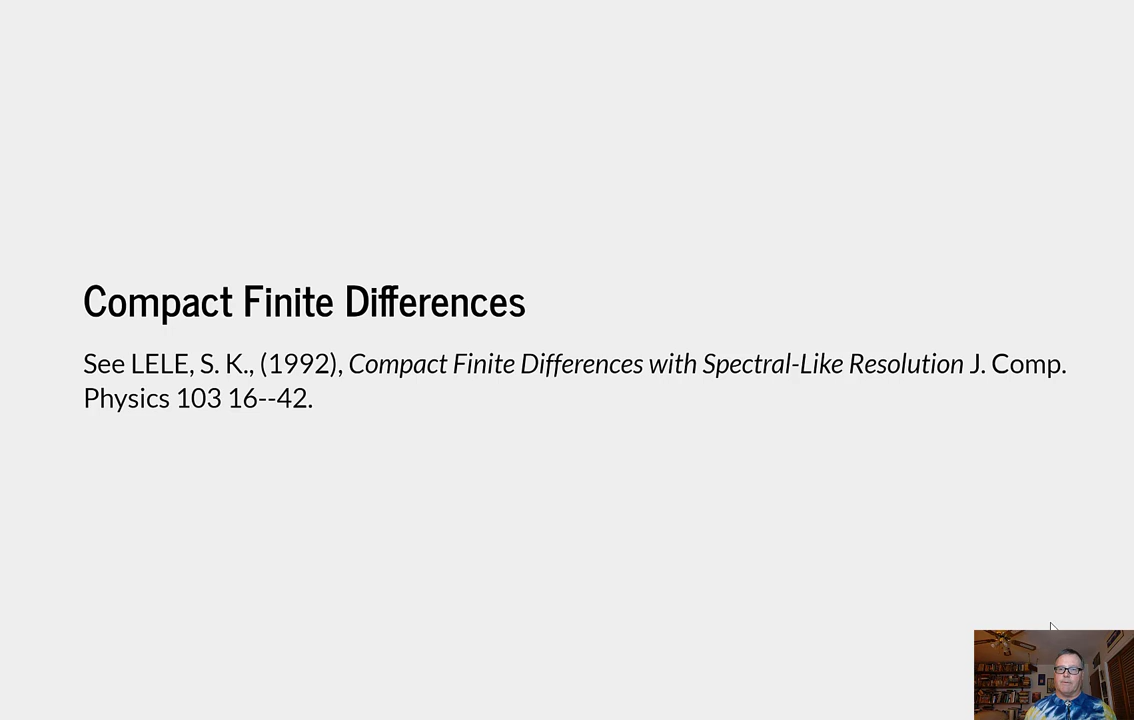 Compact Finite Differences
See LELE, S. K., (1992), Compact Finite Differences with Spectral-Like Resolution J. Comp.
Physics 103 16--42.